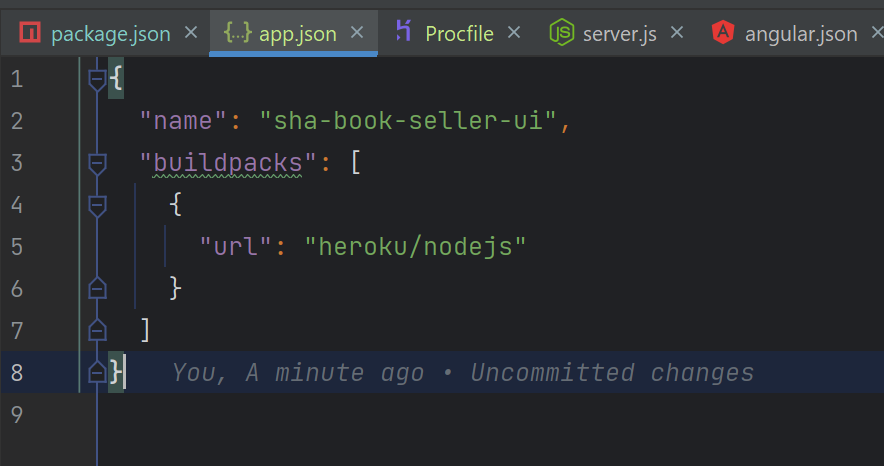 package.json app.json Procfile server.js angular.json
1 {
2 "name": "sha-book-seller-ui",
3 "buildpacks": [
4 {
5 "url": "heroku/nodejs"
6 }
7 ]
8 } You, A minute ago • Uncommitted changes
9